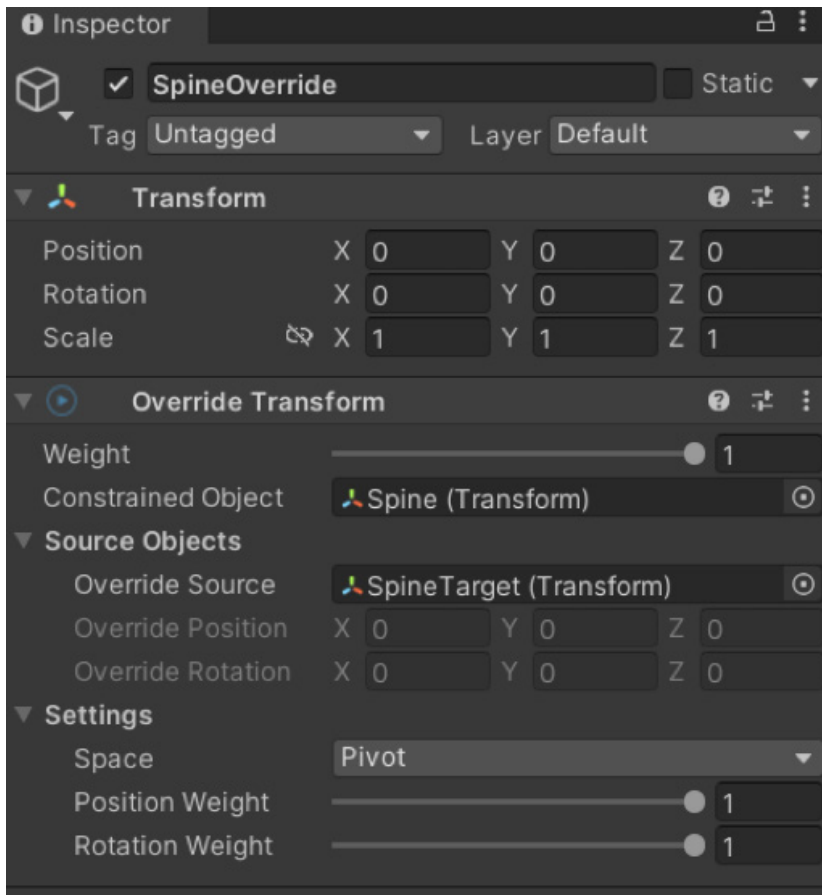 Inspector
SpineOverride Static
Tag Untagged Layer Default
Transform
Position X 0 Y 0 Z 0
Rotation X 0 Y 0 Z 0
Scale X 1 Y 1 Z 1
Override Transform
Weight 1
Constrained Object Spine (Transform)
Source Objects
Override Source SpineTarget (Transform)
Override Position X 0 Y 0 Z 0
Override Rotation X 0 Y 0 Z 0
Settings
Space Pivot
Position Weight 1
Rotation Weight 1